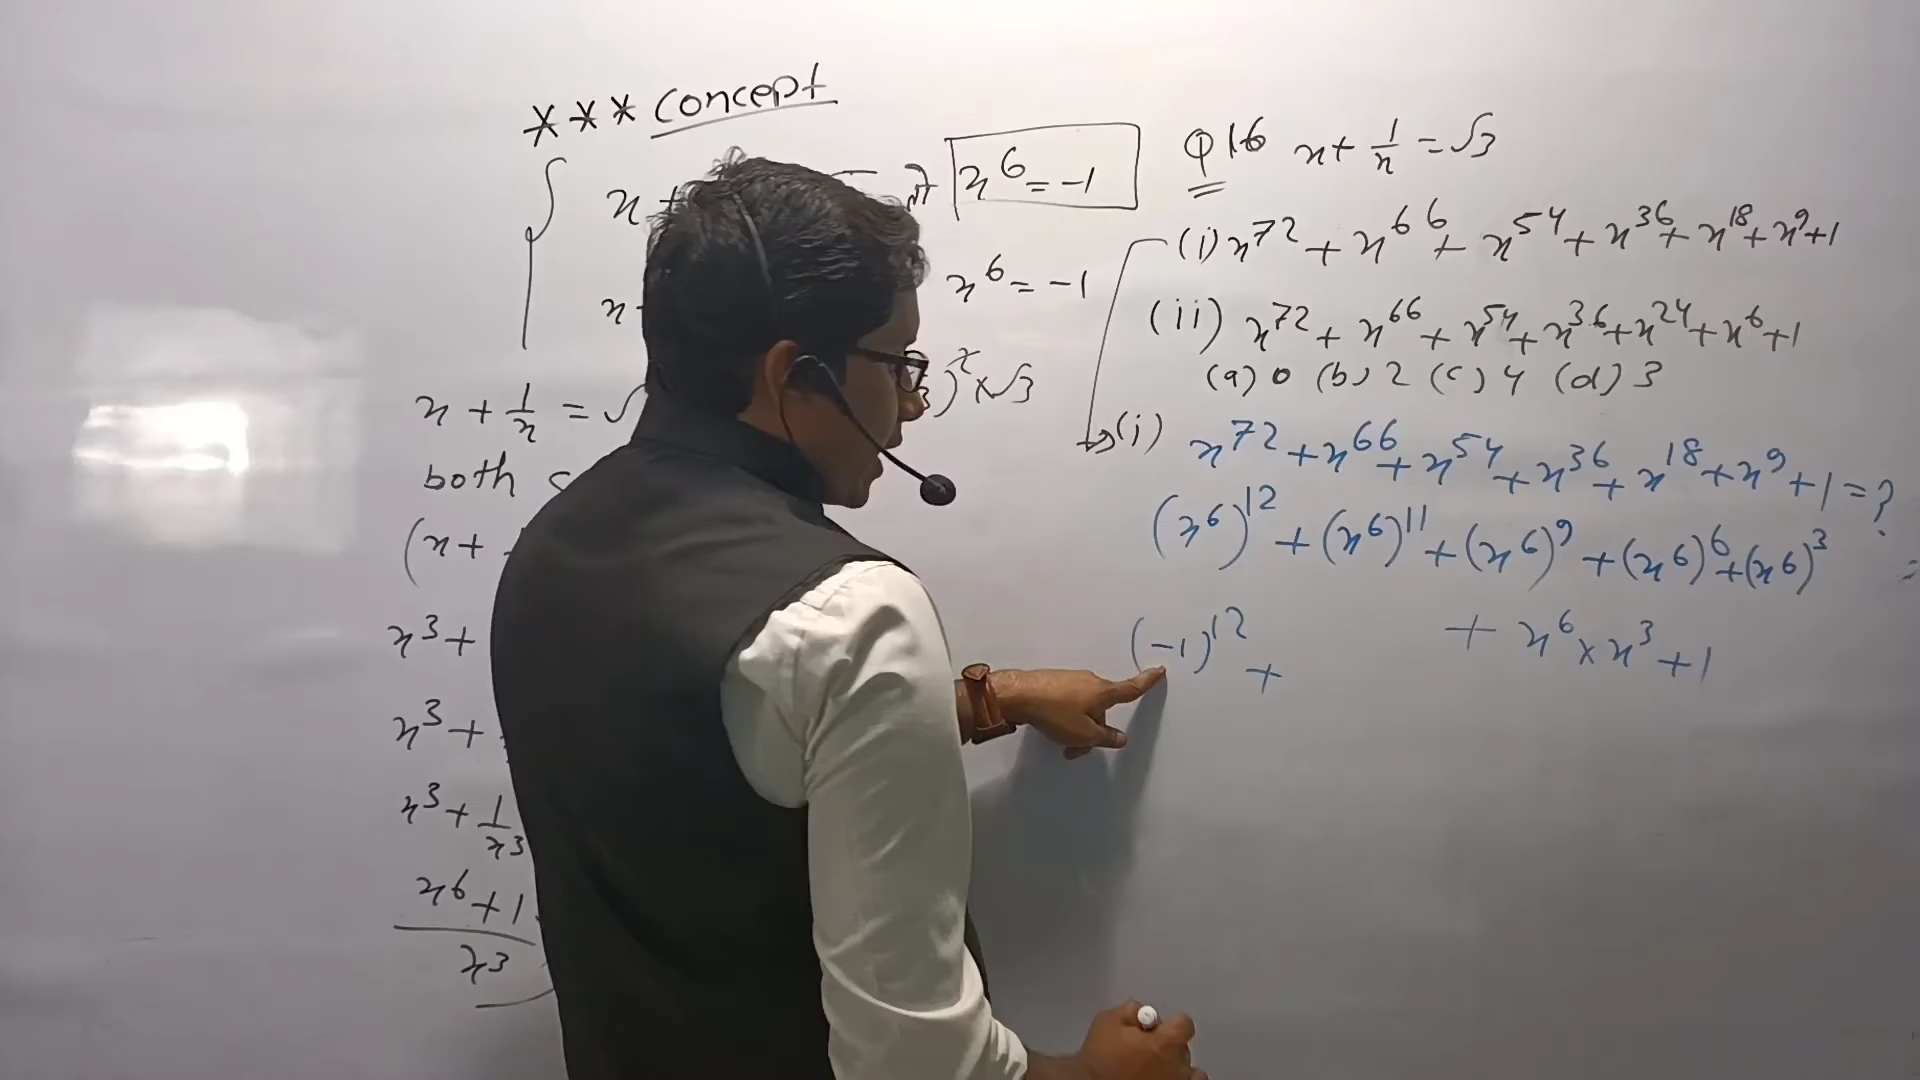 *** Concept
x + ने x⁶ = -1
x⁶ = -1
)² × √3
x + 1/x = √
both
(x +
x³ +
x³ +
x³ + 1/x³
x⁶ + 1
x³
Q 16 x + 1/x = √3
(i) x⁷² + x⁶⁶ + x⁵⁴ + x³⁶ + x¹⁸ + x⁹ + 1
(ii) x⁷² + x⁶⁶ + x⁵⁴ + x³⁶ + x²⁴ + x⁶ + 1
(a) 0 (b) 2 (c) 4 (d) 3
→ (i) x⁷² + x⁶⁶ + x⁵⁴ + x³⁶ + x¹⁸ + x⁹ + 1 = ?
(x⁶)¹² + (x⁶)¹¹ + (x⁶)⁹ + (x⁶)⁶ + (x⁶)³
+ x⁶ × x³ + 1
(-1)¹² +